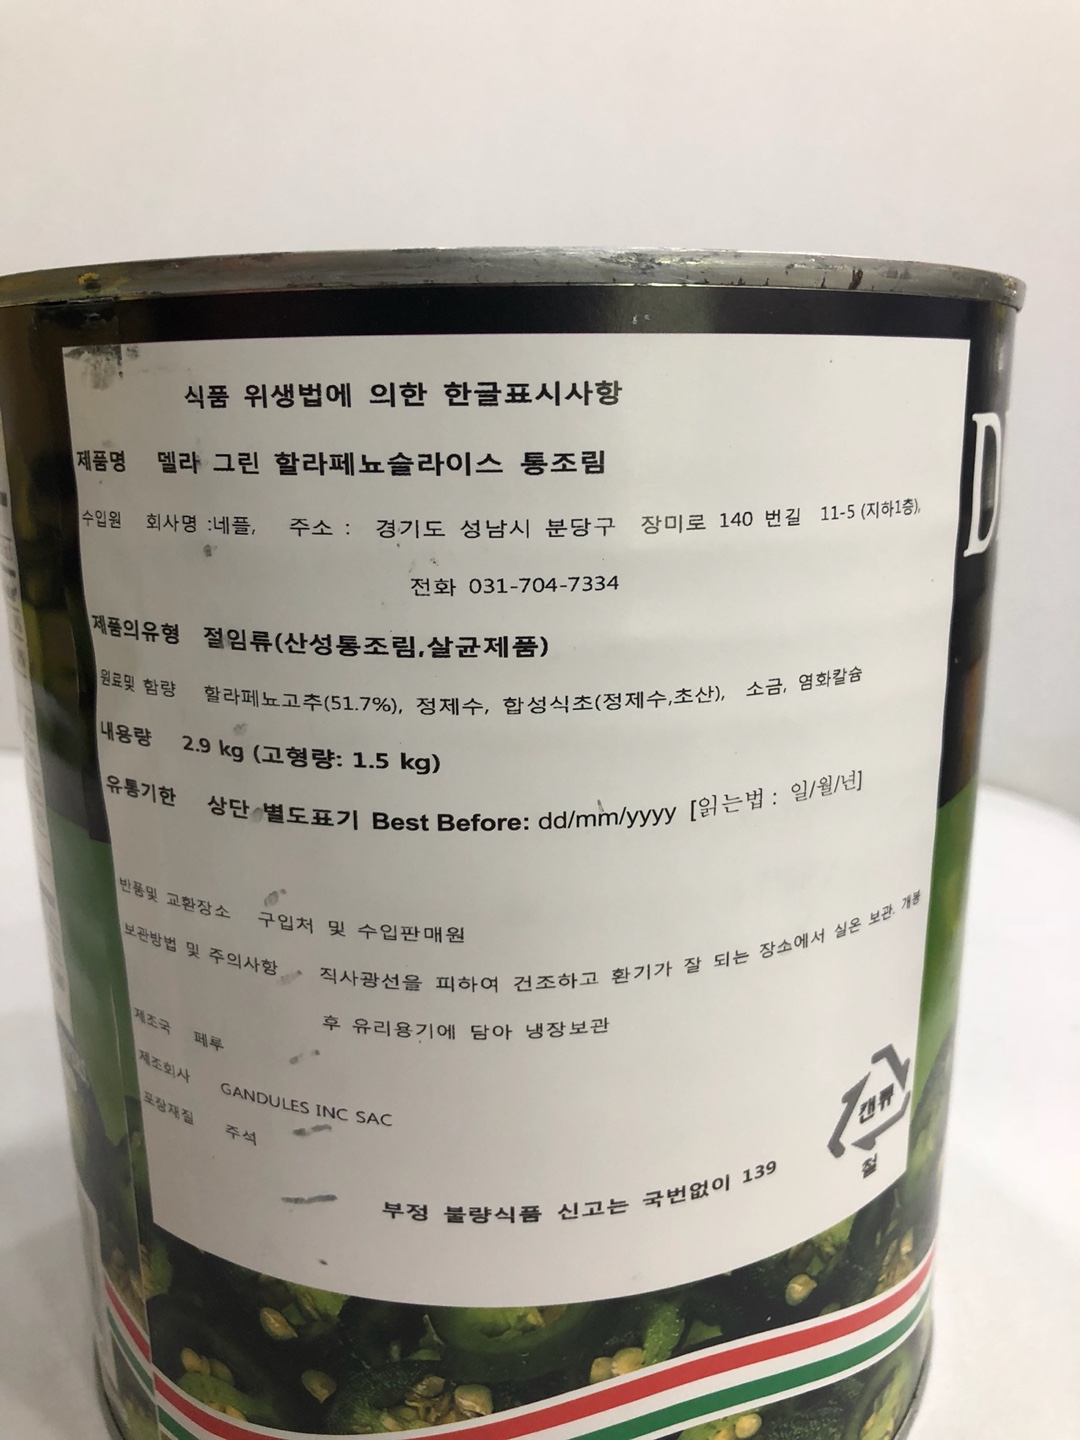 식품 위생법에 의한 한글표시사항
제품명 델라 그린 할라페뇨슬라이스 통조림
수입원 회사명 :네플, 주소 : 경기도 성남시 분당구 장미로 140 번길 11-5 (지하1층),
전화 031-704-7334
제품의유형 절임류(산성통조림,살균제품)
원료및 함량 할라페뇨고추(51.7%), 정제수, 합성식초(정제수,초산), 소금, 염화칼슘
내용량 2.9 kg (고형량: 1.5 kg)
유통기한 상단 별도표기 Best Before: dd/mm/yyyy [읽는법 : 일/월/년]
반품및 교환장소 구입처 및 수입판매원
보관방법 및 주의사항 직사광선을 피하여 건조하고 환기가 잘 되는 장소에서 실온 보관. 개봉
후 유리용기에 담아 냉장보관
제조국 페루
제조회사 GANDULES INC SAC
포장재질 주석
캔류
철
부정 불량식품 신고는 국번없이 139